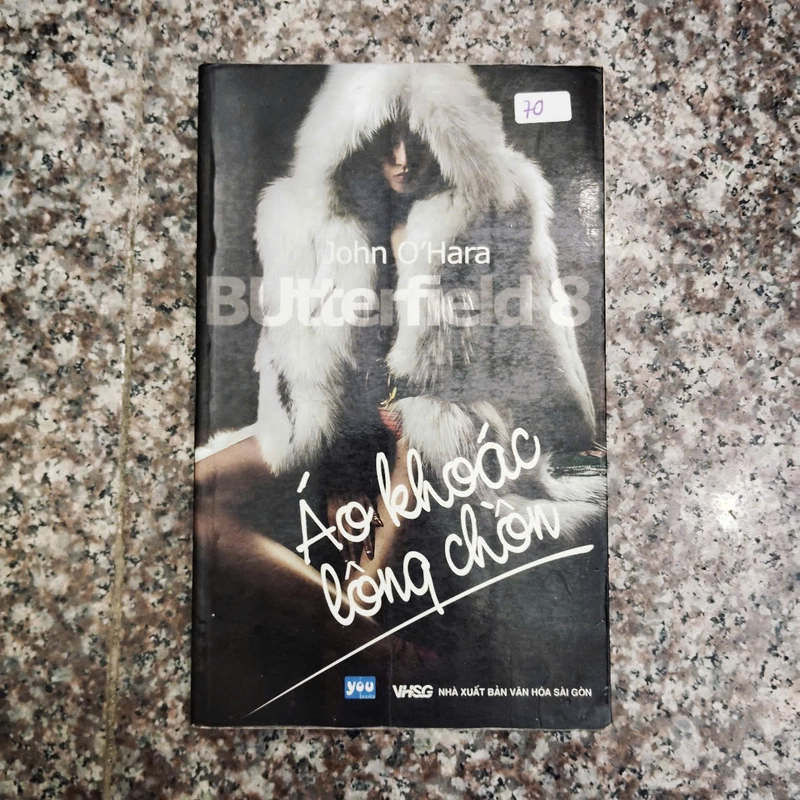 70
John O'Hara
BUtterfield 8
Áo khoác
lông chồn
you
books
VHSG NHÀ XUẤT BẢN VĂN HÓA SÀI GÒN